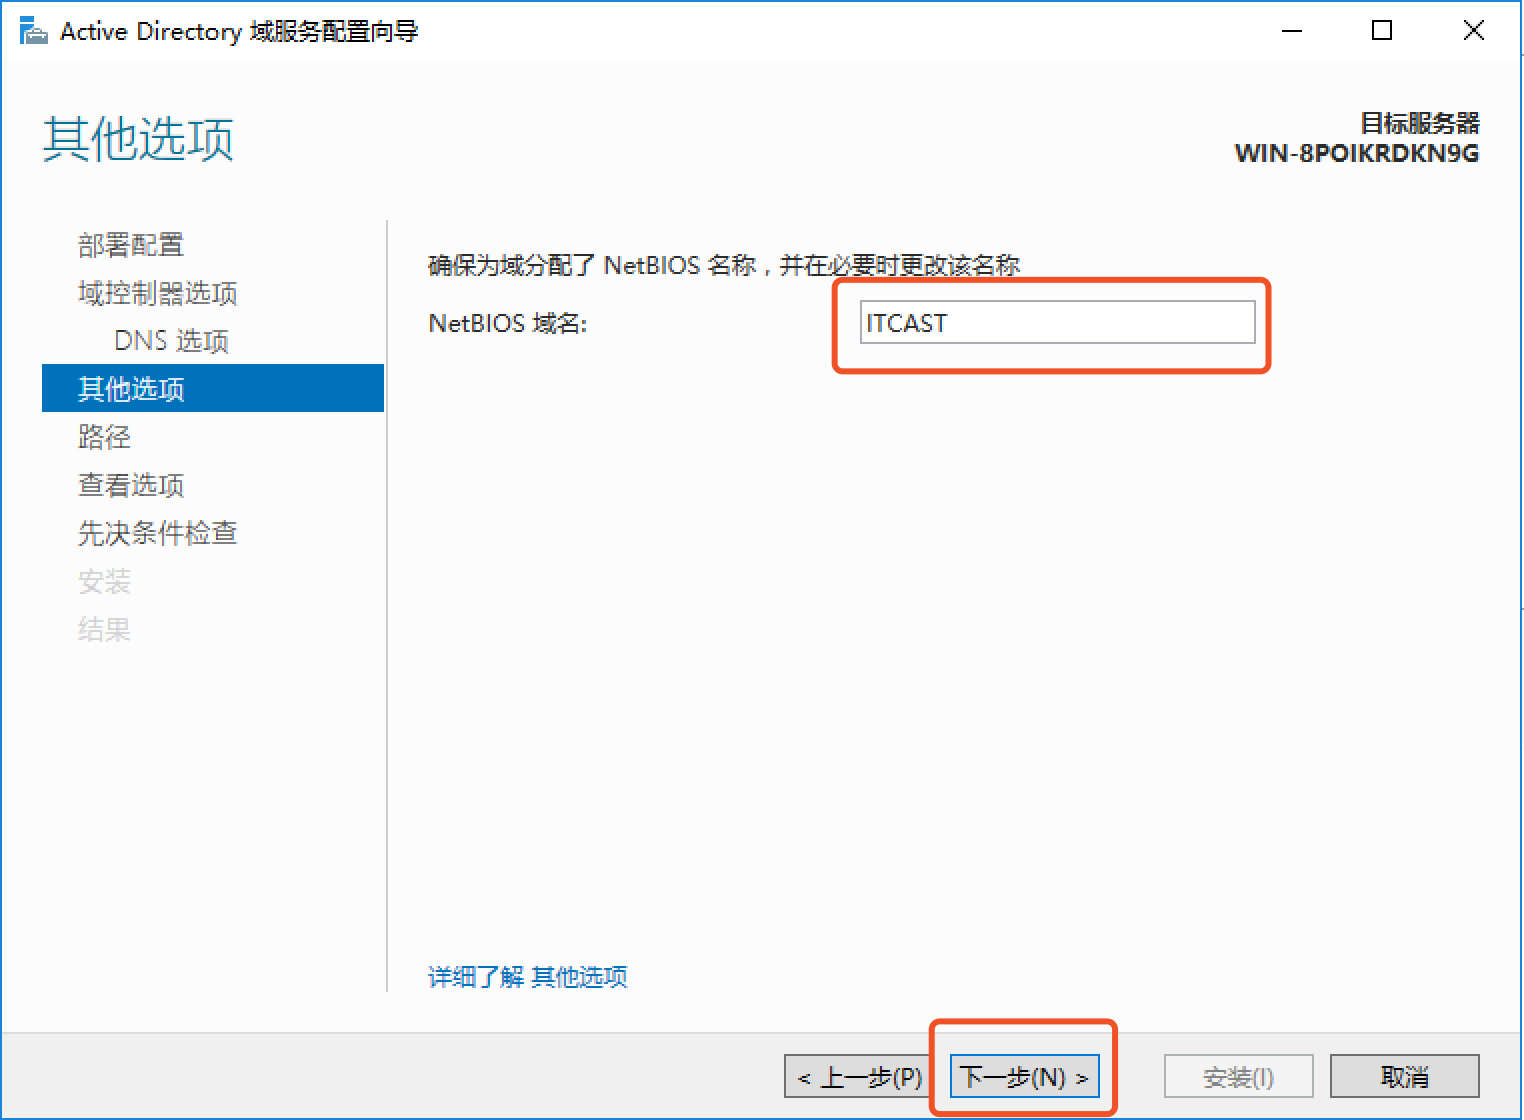 Active Directory 域服务配置向导
其他选项
目标服务器
WIN-8POIKRDKN9G
部署配置
域控制器选项
DNS 选项
其他选项
路径
查看选项
先决条件检查
安装
结果
确保为域分配了 NetBIOS 名称，并在必要时更改该名称
NetBIOS 域名:
ITCAST
详细了解 其他选项
< 上一步(P)
下一步(N) >
安装(I)
取消